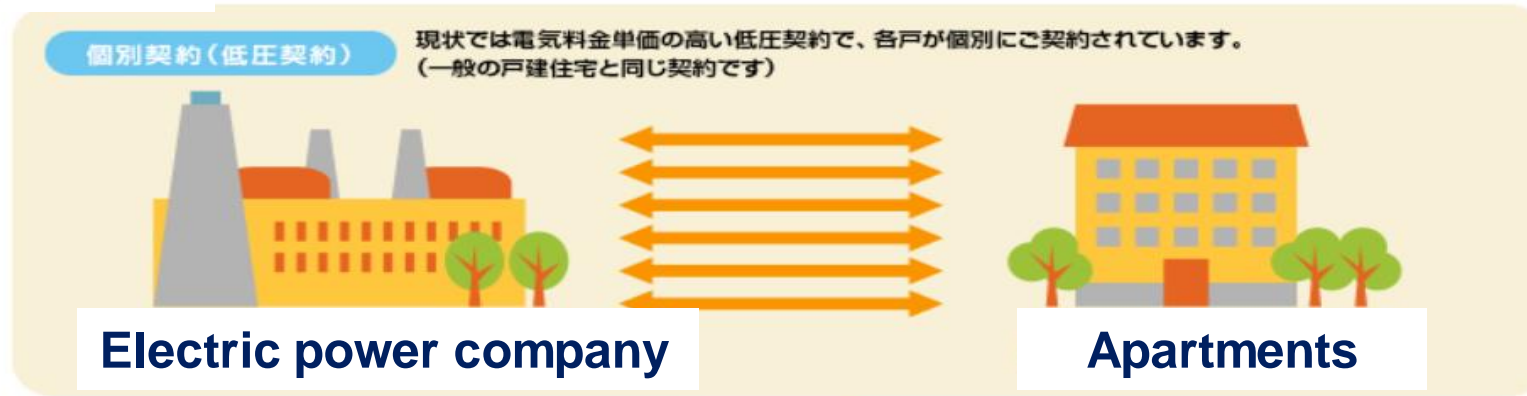 個別契約(低圧契約)
現状では電気料金単価の高い低圧契約で、各戸が個別にご契約されています。
(一般の戸建住宅と同じ契約です)
Electric power company
Apartments